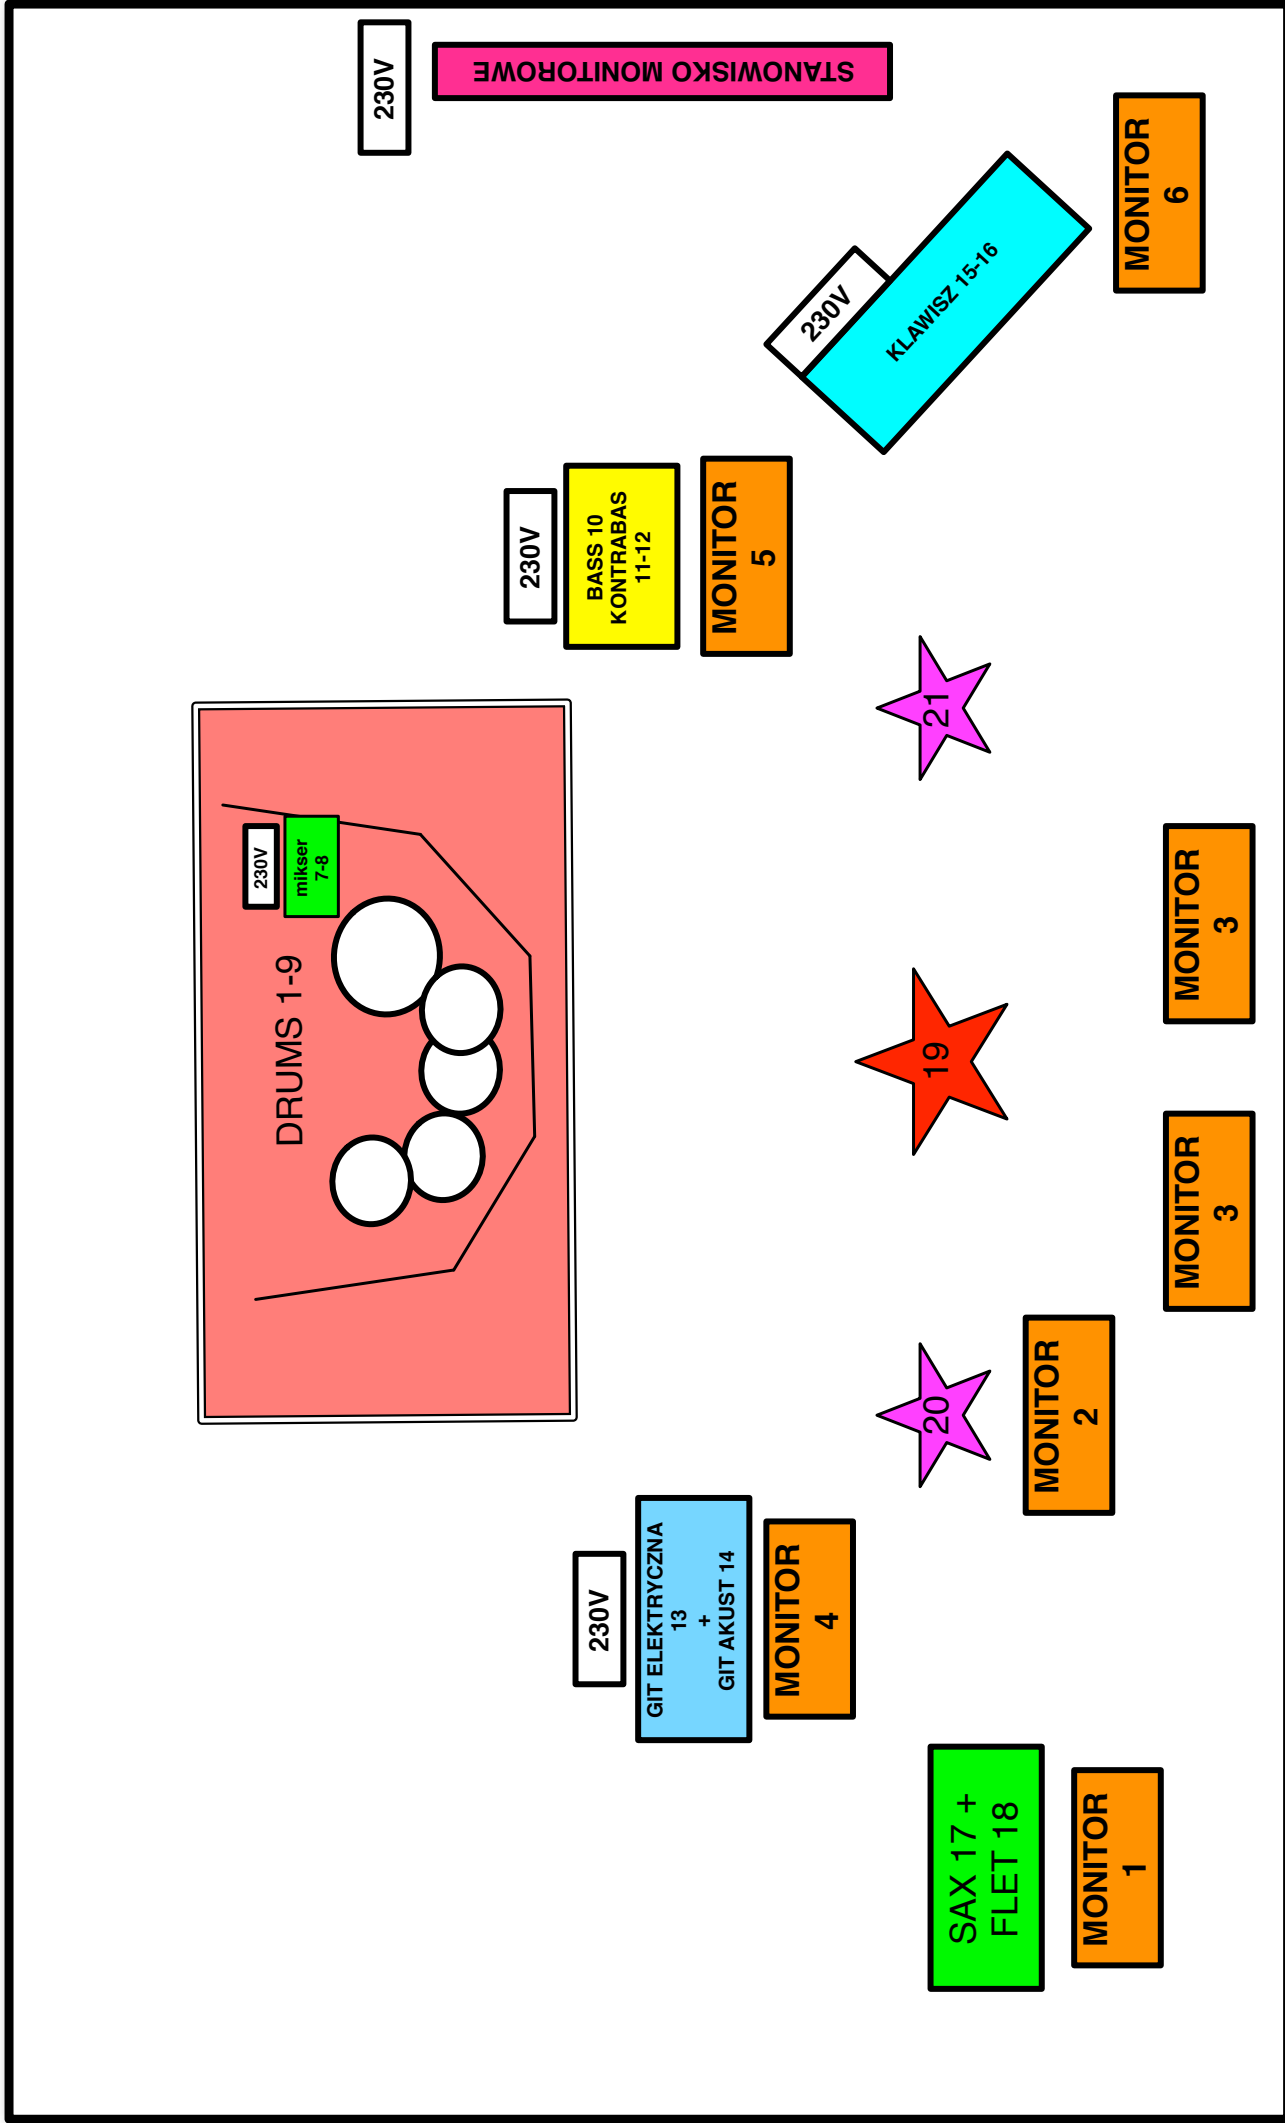 230V
STANOWISKO MONITOROWE
DRUMS 1-9
230V
mikser
7-8
230V
BASS 10
KONTRABAS
11-12
MONITOR
5
230V
KLAWISZ 15-16
MONITOR
6
230V
GIT ELEKTRYCZNA
13
+
GIT AKUST 14
MONITOR
4
SAX 17 +
FLET 18
MONITOR
1
20
MONITOR
2
19
21
MONITOR
3
MONITOR
3